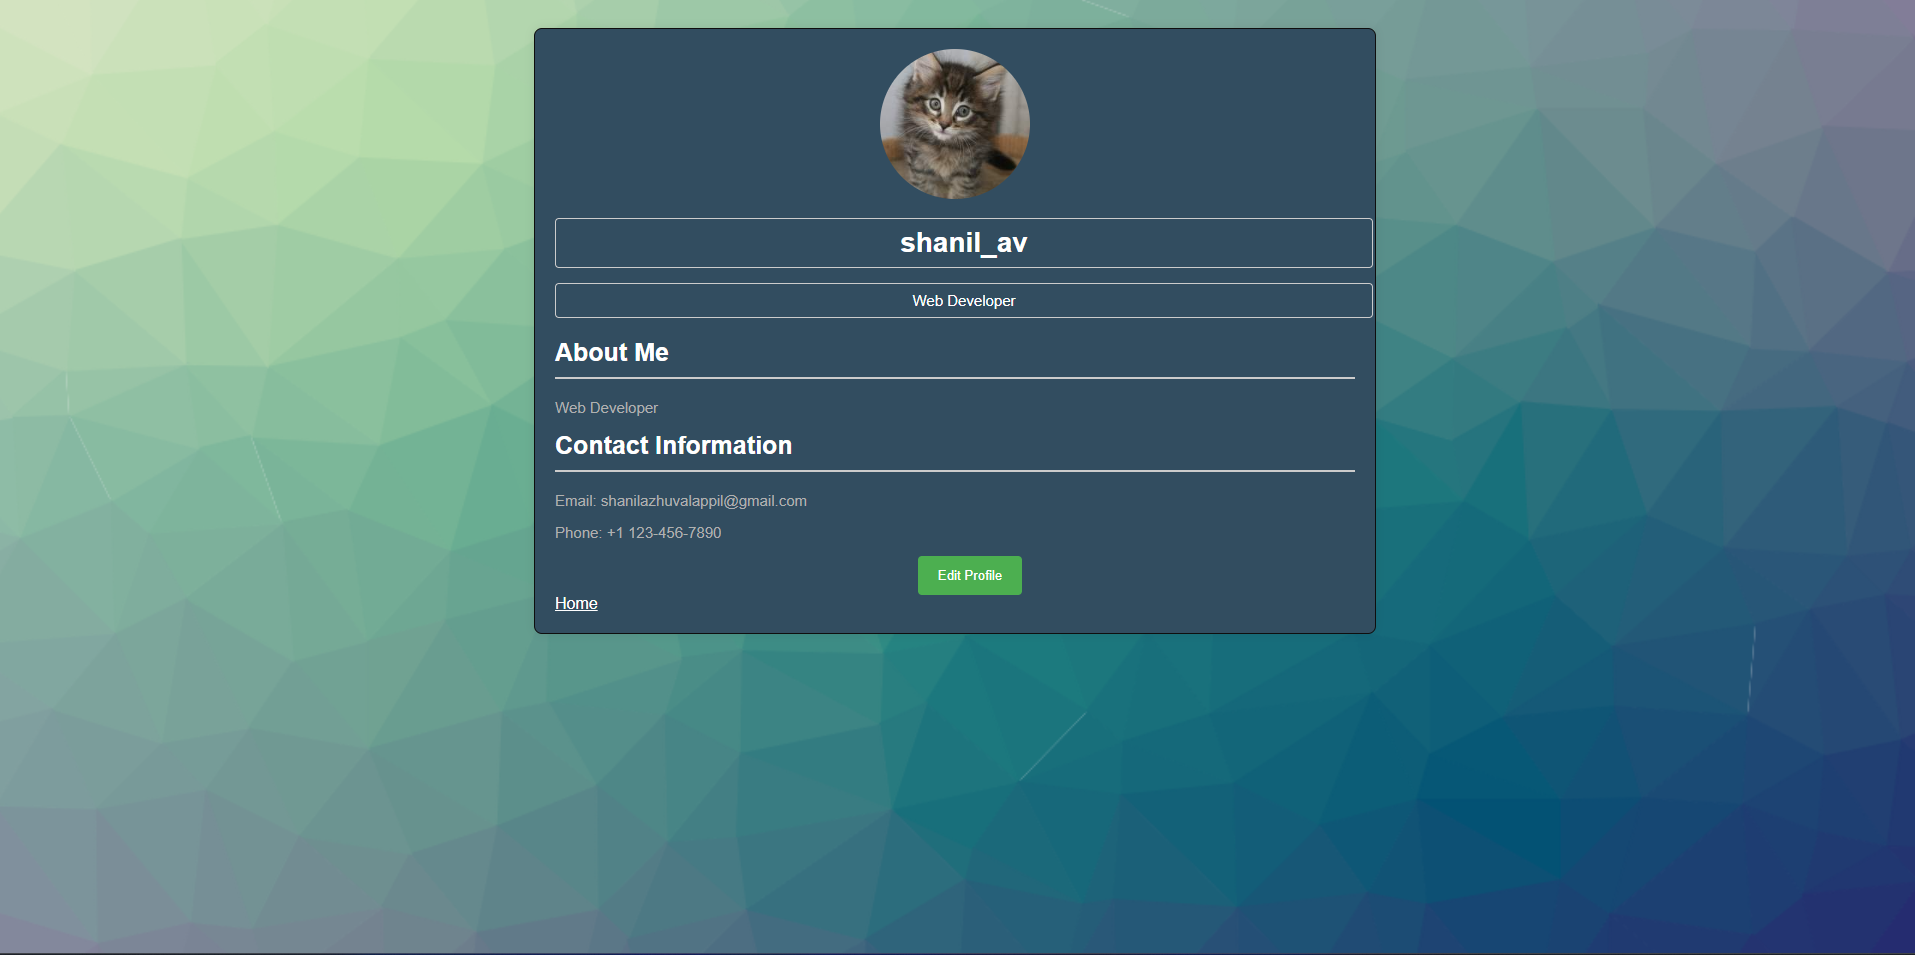 shanil_av
Web Developer
About Me
Web Developer
Contact Information
Email: shanilazhuvalappil@gmail.com
Phone: +1 123-456-7890
Edit Profile
Home